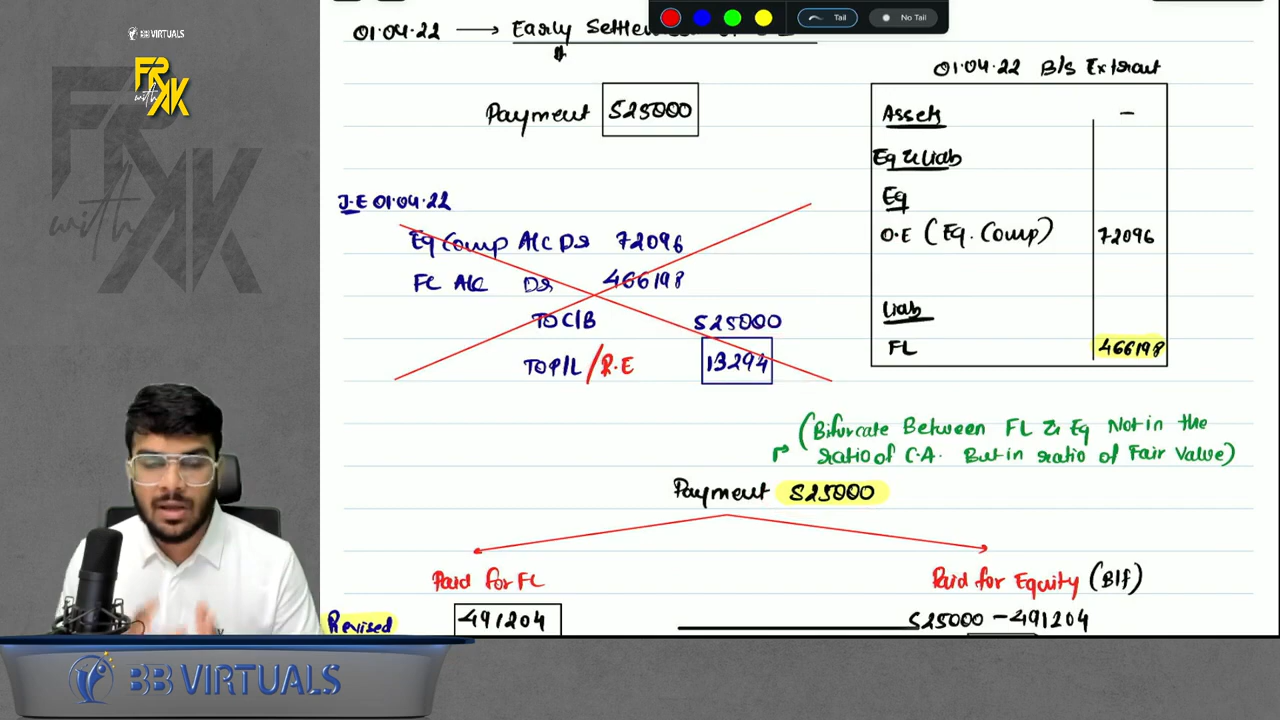 BB VIRTUALS
FR
with AK
FR
with AK
Tail
No Tail
01.04.22 → Early
Payment 525000
J.E 01.04.22
Eq Comp A/c Dr 72096
FL A/c Dr 466198
TO C/B 525000
TO P/L / R.E 13294
01.04.22 B/S Extract
Assets -
Eq & Liab
Eq
O.E (Eq. Comp) 72096
Liab
FL 466198
(Bifurcate Between FL & Eq Not in the
ratio of C.A. But in ratio of Fair Value)
Payment 525000
Paid for FL
Paid for Equity (B/f)
Revised
491204
525000 - 491204
BB VIRTUALS